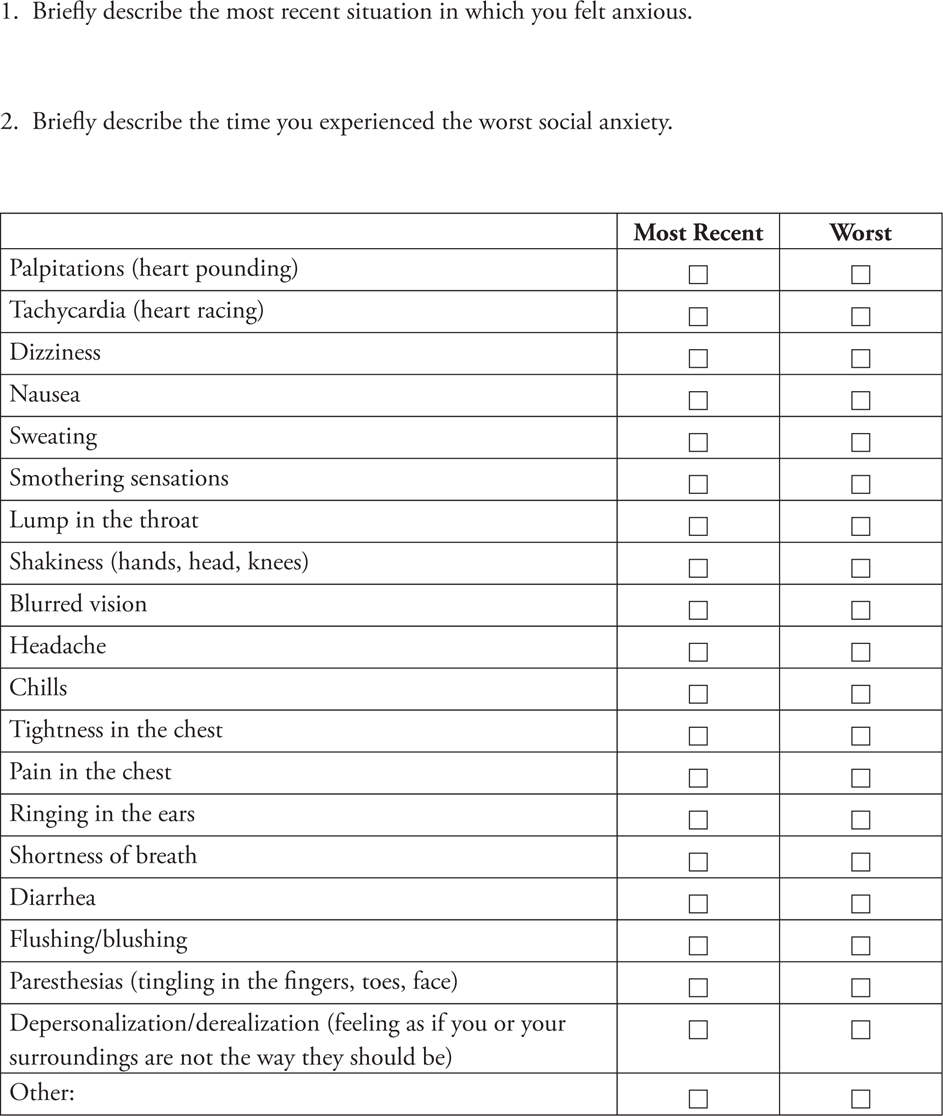 1. Briefly describe the most recent situation in which you felt anxious.
2. Briefly describe the time you experienced the worst social anxiety.
Most Recent Worst
Palpitations (heart pounding) ☐ ☐
Tachycardia (heart racing) ☐ ☐
Dizziness ☐ ☐
Nausea ☐ ☐
Sweating ☐ ☐
Smothering sensations ☐ ☐
Lump in the throat ☐ ☐
Shakiness (hands, head, knees) ☐ ☐
Blurred vision ☐ ☐
Headache ☐ ☐
Chills ☐ ☐
Tightness in the chest ☐ ☐
Pain in the chest ☐ ☐
Ringing in the ears ☐ ☐
Shortness of breath ☐ ☐
Diarrhea ☐ ☐
Flushing/blushing ☐ ☐
Paresthesias (tingling in the fingers, toes, face) ☐ ☐
Depersonalization/derealization (feeling as if you or your ☐ ☐
surroundings are not the way they should be)
Other: ☐ ☐